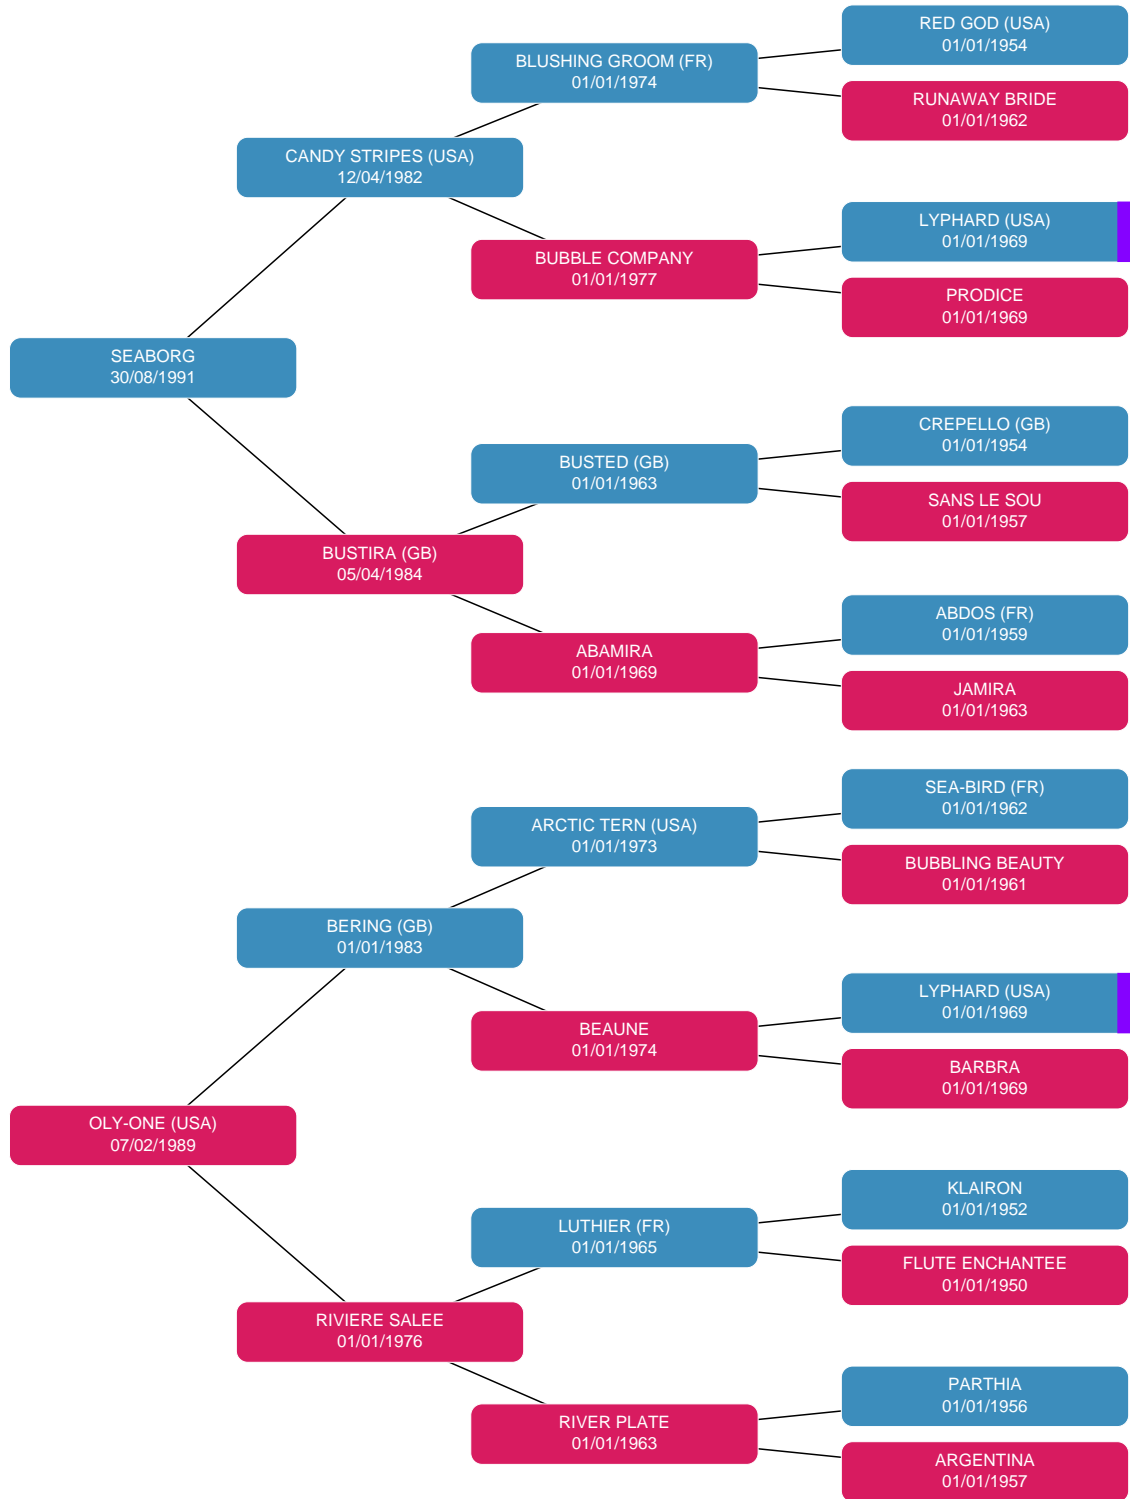 RED GOD (USA)
01/01/1954
BLUSHING GROOM (FR)
01/01/1974
RUNAWAY BRIDE
01/01/1962
CANDY STRIPES (USA)
12/04/1982
LYPHARD (USA)
01/01/1969
BUBBLE COMPANY
01/01/1977
PRODICE
01/01/1969
SEABORG
30/08/1991
CREPELLO (GB)
01/01/1954
BUSTED (GB)
01/01/1963
SANS LE SOU
01/01/1957
BUSTIRA (GB)
05/04/1984
ABDOS (FR)
01/01/1959
ABAMIRA
01/01/1969
JAMIRA
01/01/1963
SEA-BIRD (FR)
01/01/1962
ARCTIC TERN (USA)
01/01/1973
BUBBLING BEAUTY
01/01/1961
BERING (GB)
01/01/1983
LYPHARD (USA)
01/01/1969
BEAUNE
01/01/1974
BARBRA
01/01/1969
OLY-ONE (USA)
07/02/1989
KLAIRON
01/01/1952
LUTHIER (FR)
01/01/1965
FLUTE ENCHANTEE
01/01/1950
RIVIERE SALEE
01/01/1976
PARTHIA
01/01/1956
RIVER PLATE
01/01/1963
ARGENTINA
01/01/1957